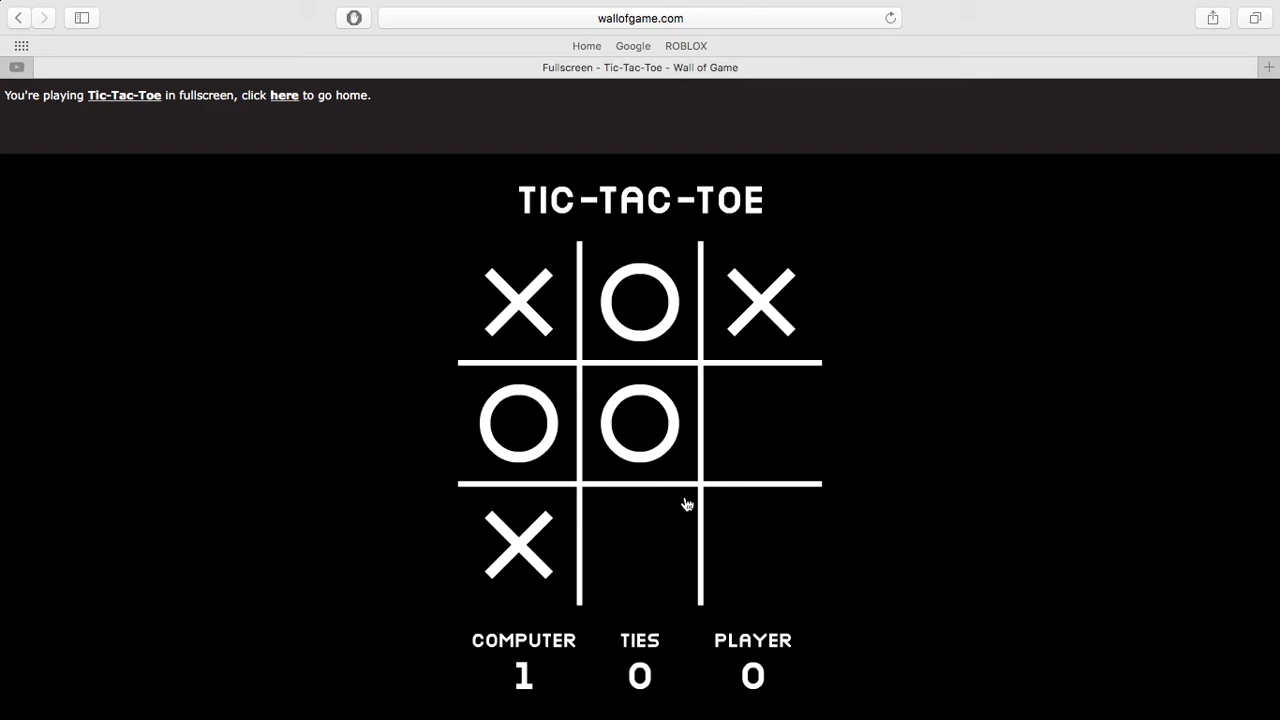 wallofgame.com
Home Google ROBLOX
Fullscreen - Tic-Tac-Toe - Wall of Game
You're playing Tic-Tac-Toe in fullscreen, click here to go home.
TIC-TAC-TOE
X O X
O O
X
COMPUTER TIES PLAYER
1 0 0